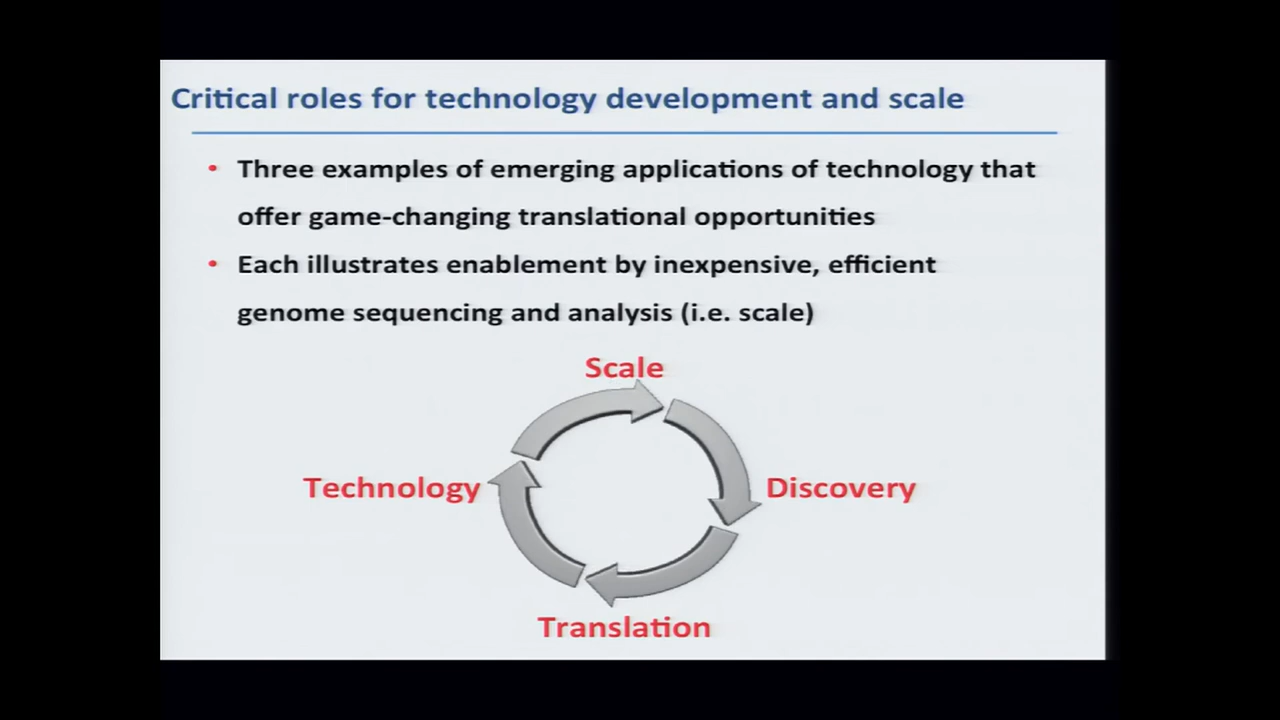 Critical roles for technology development and scale
• Three examples of emerging applications of technology that
offer game-changing translational opportunities
• Each illustrates enablement by inexpensive, efficient
genome sequencing and analysis (i.e. scale)
Scale
Technology
Discovery
Translation